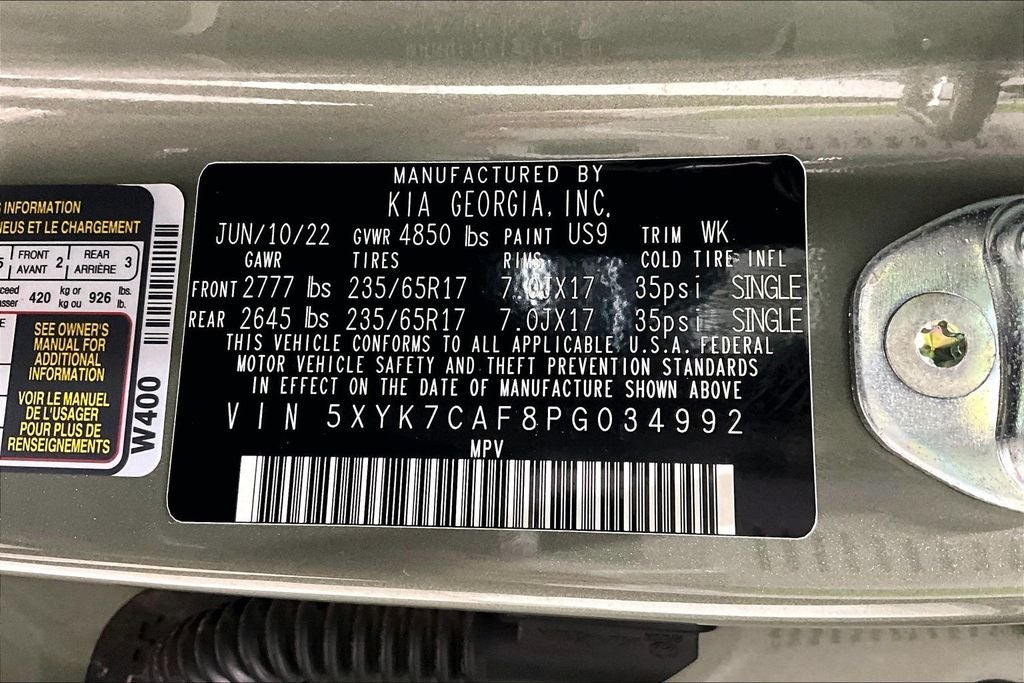 MANUFACTURED BY
KIA GEORGIA, INC.
JUN/10/22 GVWR 4850 lbs PAINT US9 TRIM WK
GAWR TIRES RIMS COLD TIRE INFL
FRONT 2777 lbs 235/65R17 7.0JX17 35psi SINGLE
REAR 2645 lbs 235/65R17 7.0JX17 35psi SINGLE
THIS VEHICLE CONFORMS TO ALL APPLICABLE U.S.A. FEDERAL
MOTOR VEHICLE SAFETY AND THEFT PREVENTION STANDARDS
IN EFFECT ON THE DATE OF MANUFACTURE SHOWN ABOVE
VIN 5XYK7CAF8PG034992
MPV
INFORMATION
ET LE CHARGEMENT
5 FRONT 2 REAR 3
AVANT ARRIÈRE
420 kg or 926 lbs.
kg ou lb.
SEE OWNER'S
MANUAL FOR
ADDITIONAL
INFORMATION
VOIR LE MANUEL
DE L'USAGER
POUR PLUS DE
RENSEIGNEMENTS
W400